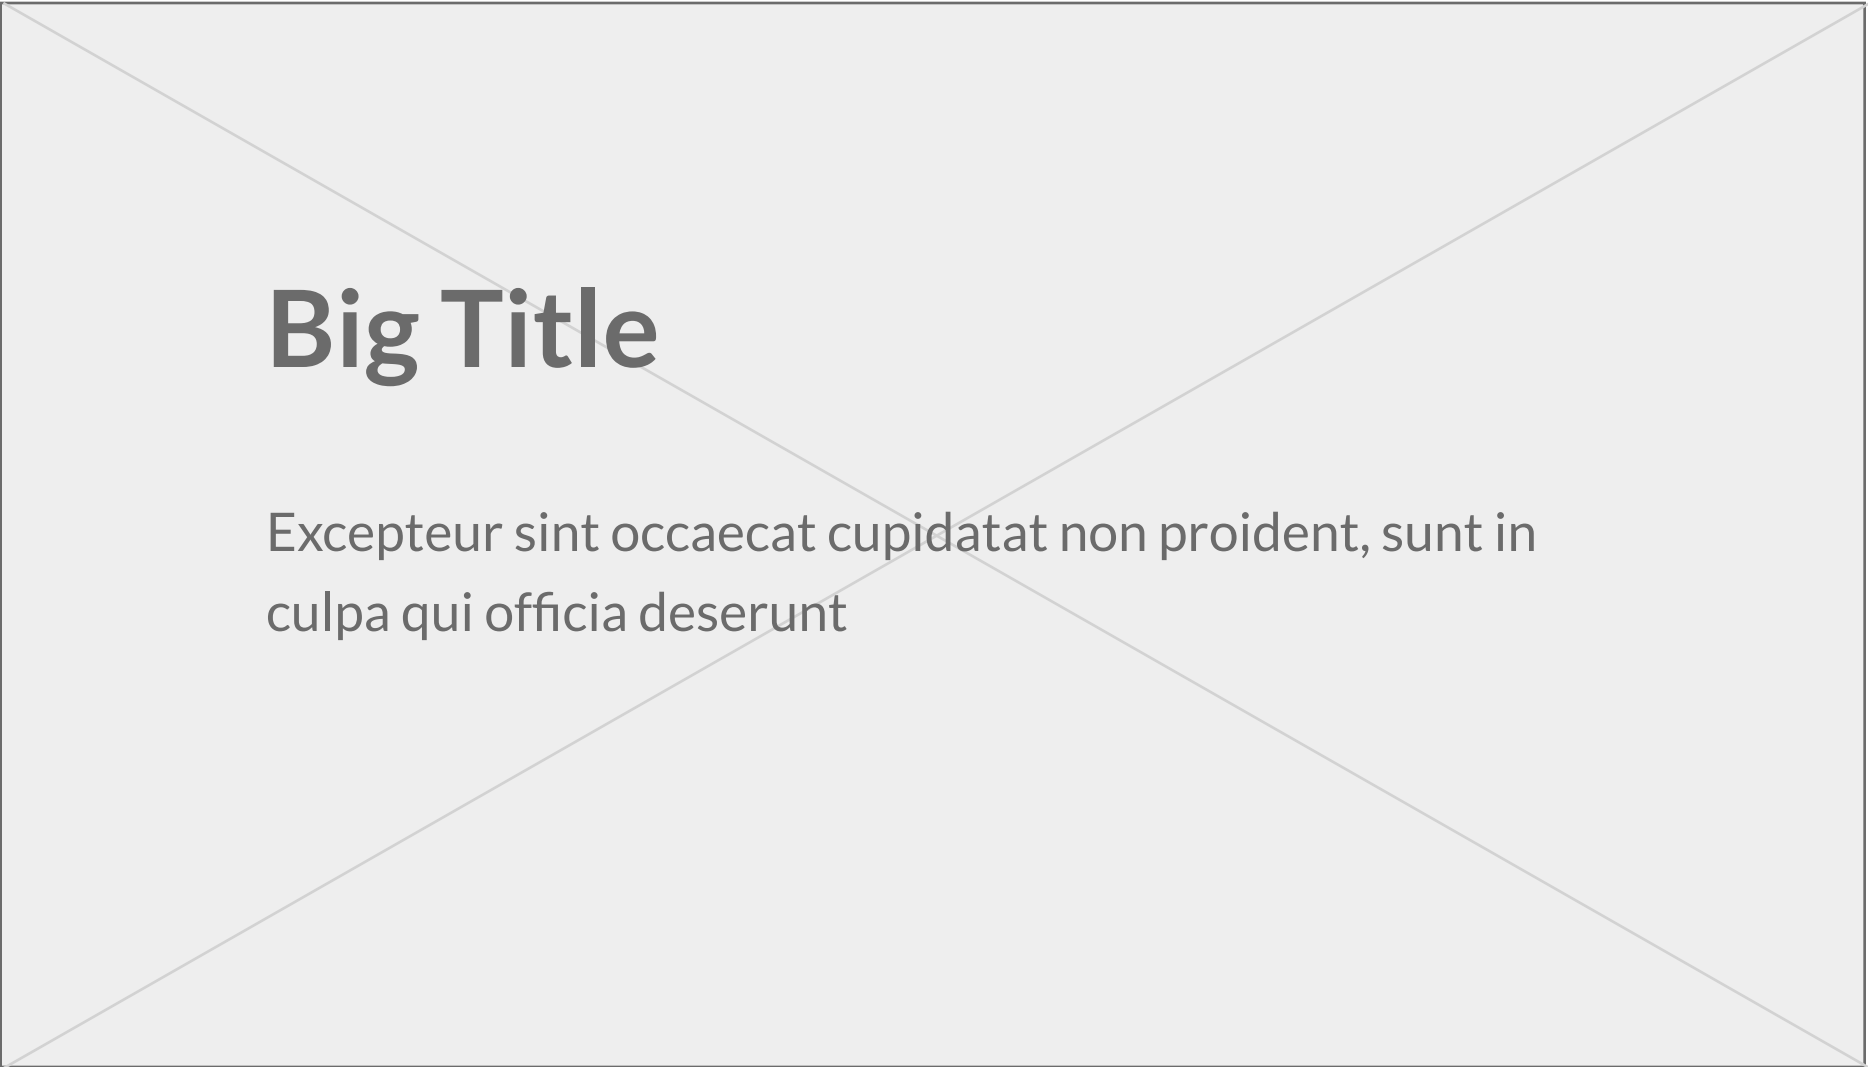 Big Title
Excepteur sint occaecat cupidatat non proident, sunt in
culpa qui officia deserunt